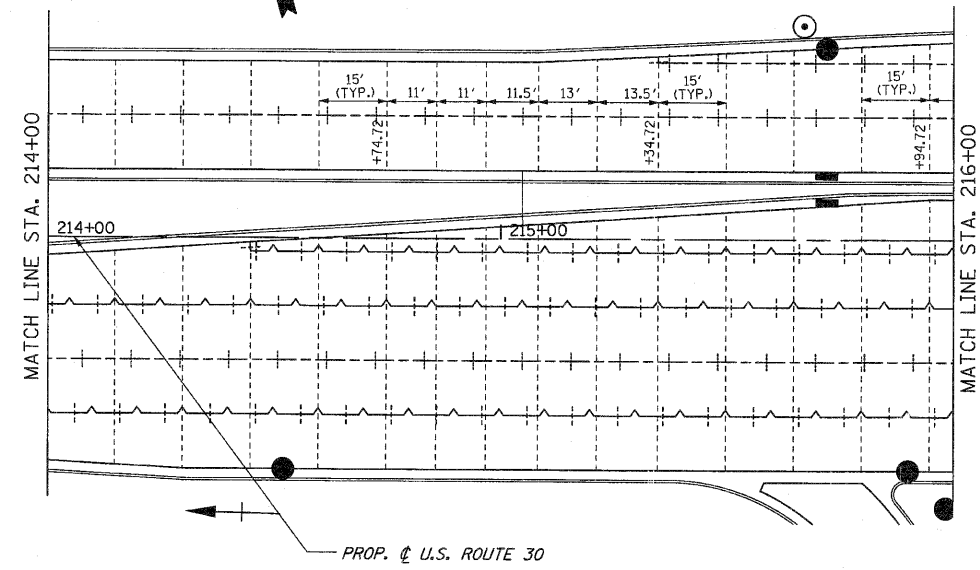 15'
(TYP.)
11'
11'
11.5'
13'
13.5'
15'
(TYP.)
15'
(TYP.)
+74.72
+34.72
+94.72
MATCH LINE STA. 214+00
MATCH LINE STA. 216+00
214+00
215+00
PROP. ℄ U.S. ROUTE 30